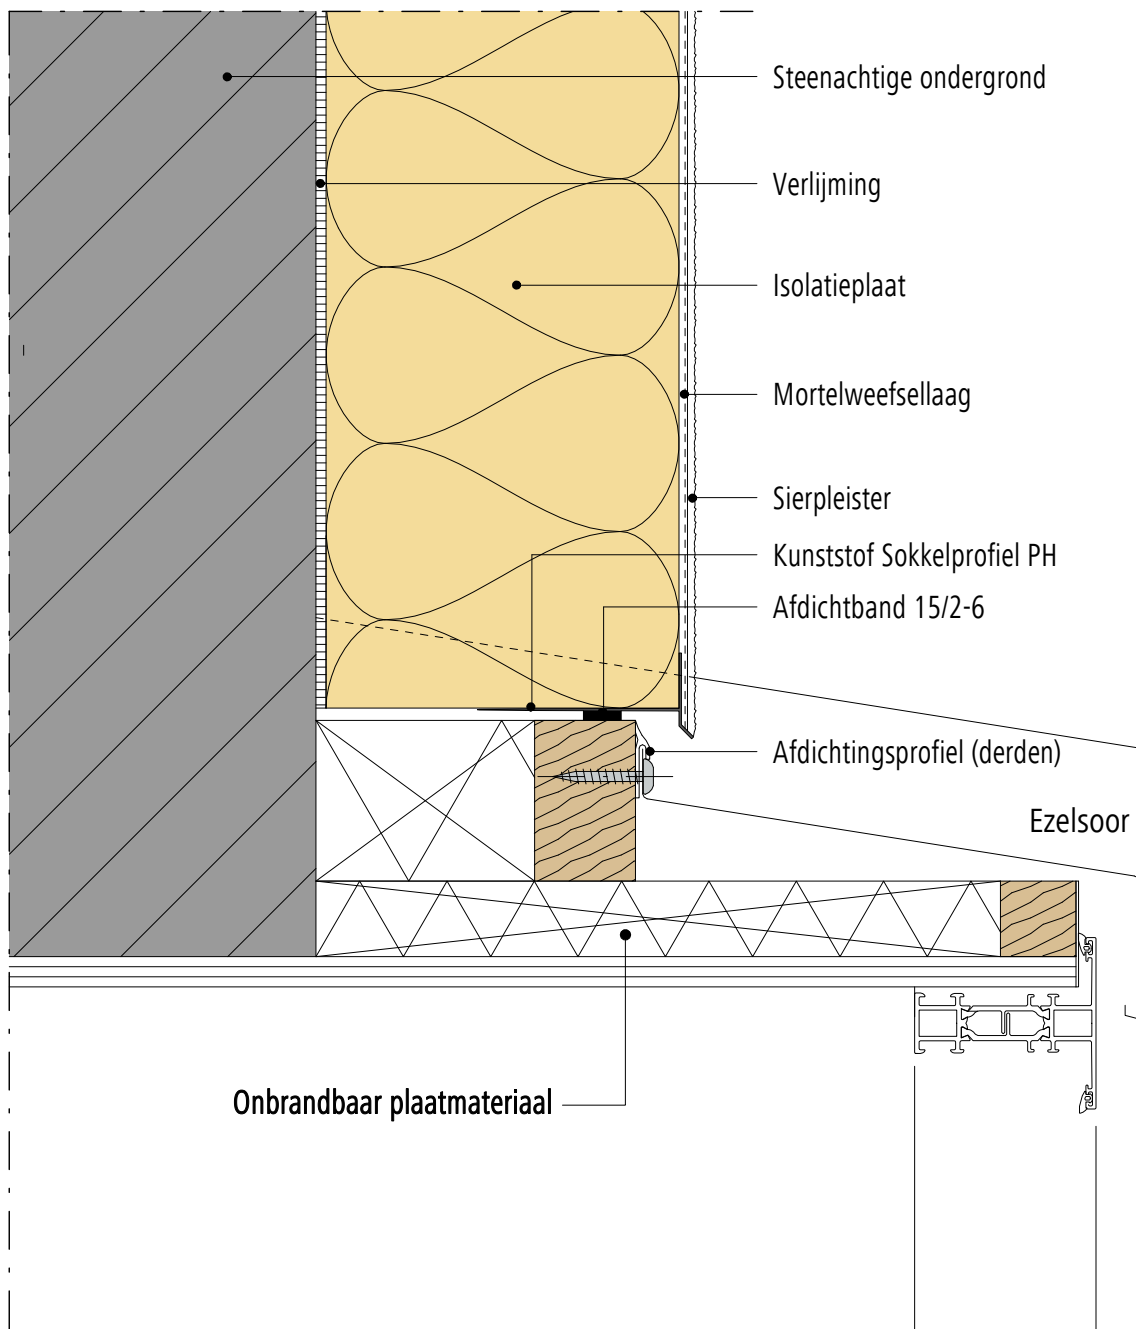 Steenachtige ondergrond
Verlijming
Isolatieplaat
Mortelweefsellaag
Sierpleister
Kunststof Sokkelprofiel PH
Afdichtband 15/2-6
Afdichtingsprofiel (derden)
Ezelsoor
Onbrandbaar plaatmateriaal